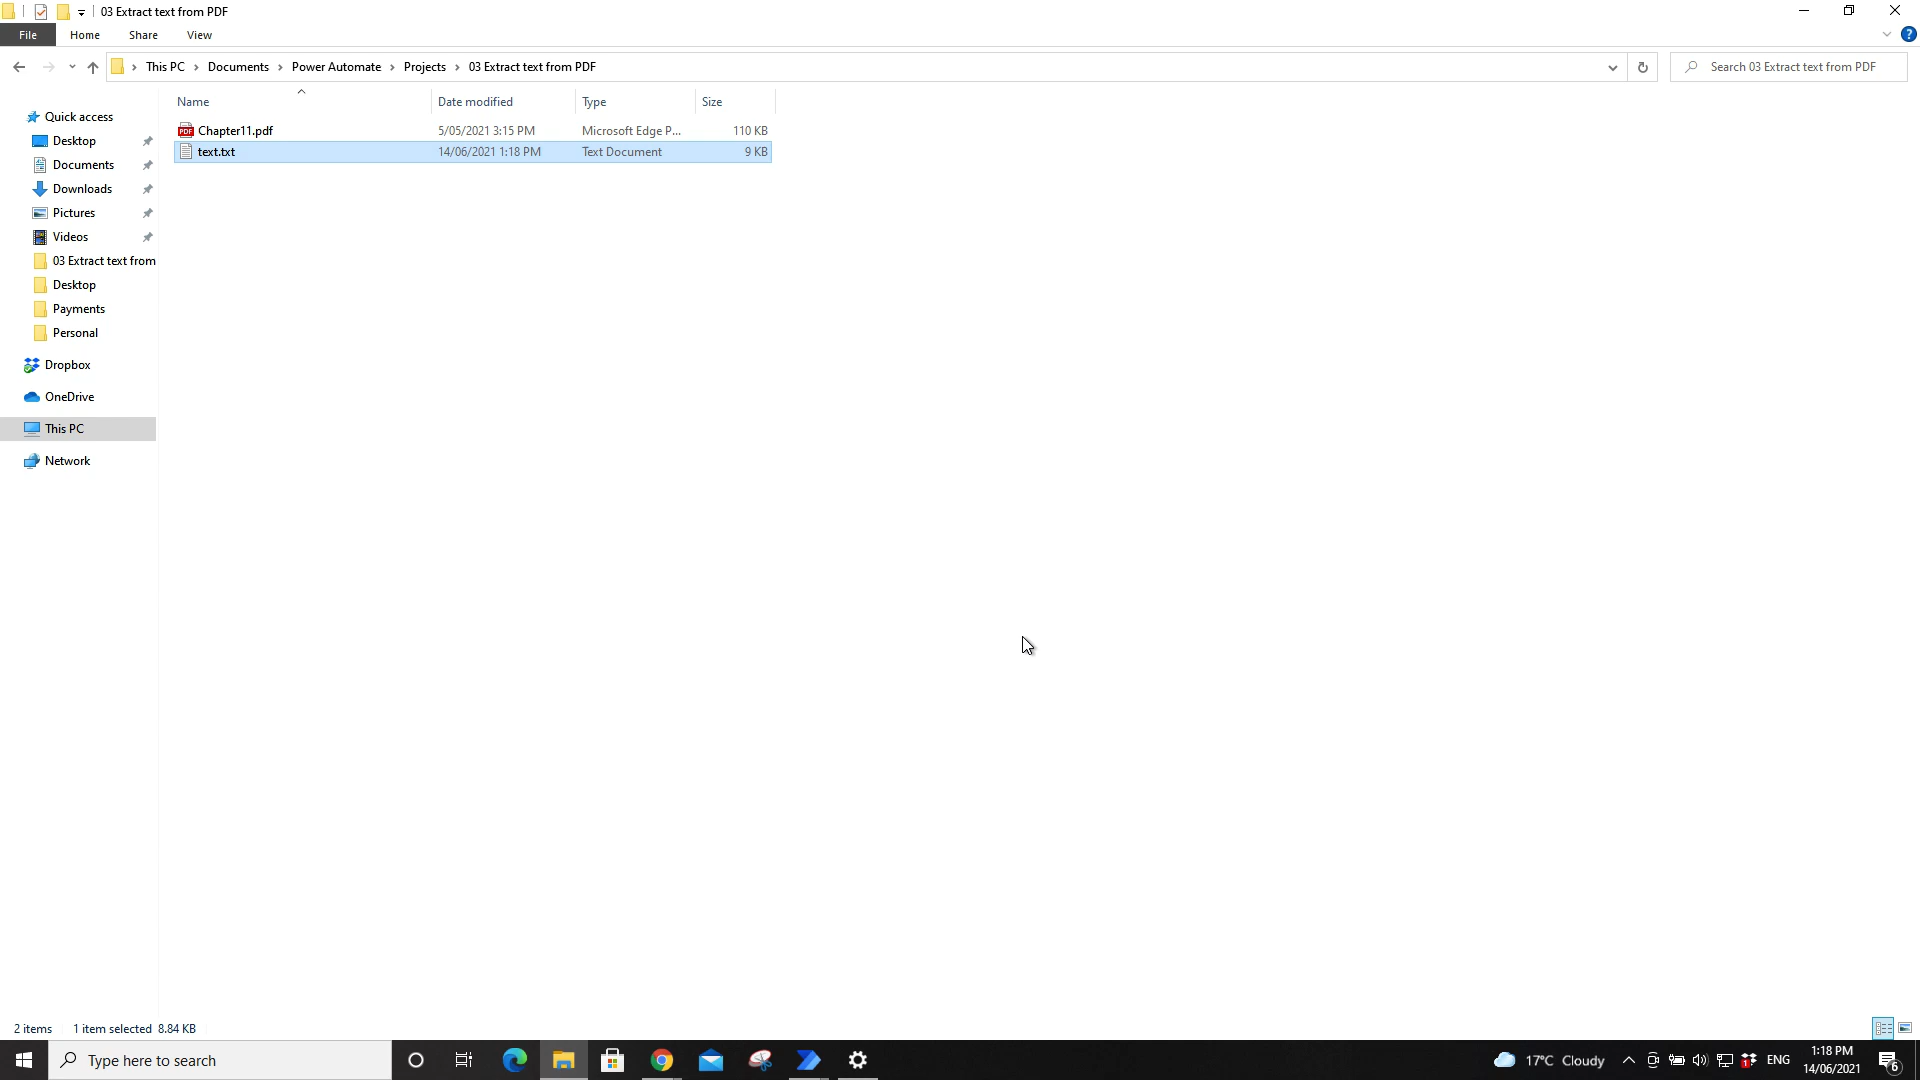 03 Extract text from PDF
File Home Share View
This PC Documents Power Automate Projects 03 Extract text from PDF
Search 03 Extract text from PDF
Name Date modified Type Size
Chapter11.pdf 5/05/2021 3:15 PM Microsoft Edge P... 110 KB
text.txt 14/06/2021 1:18 PM Text Document 9 KB
Quick access
Desktop
Documents
Downloads
Pictures
Videos
03 Extract text from
Desktop
Payments
Personal
Dropbox
OneDrive
This PC
Network
2 items 1 item selected 8.84 KB
Type here to search
17°C Cloudy
ENG
1:18 PM
14/06/2021
6